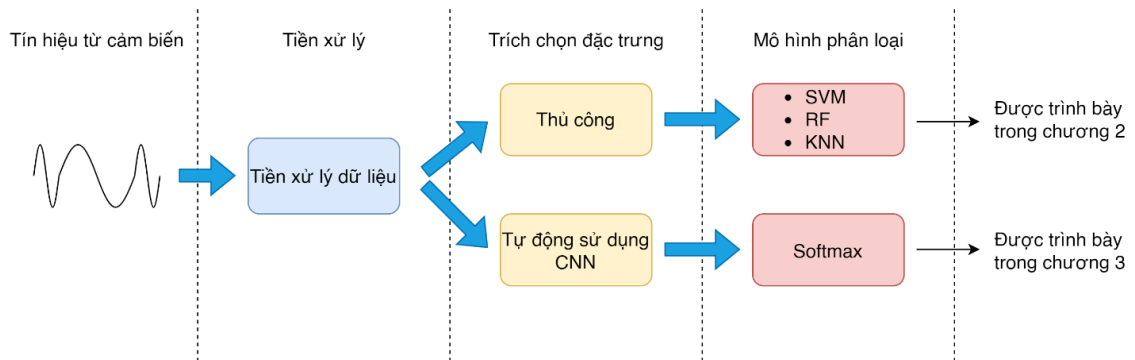 Tín hiệu từ cảm biến
Tiền xử lý
Trích chọn đặc trưng
Mô hình phân loại
Tiền xử lý dữ liệu
Thủ công
• SVM
• RF
• KNN
Được trình bày
trong chương 2
Tự động sử dụng
CNN
Softmax
Được trình bày
trong chương 3